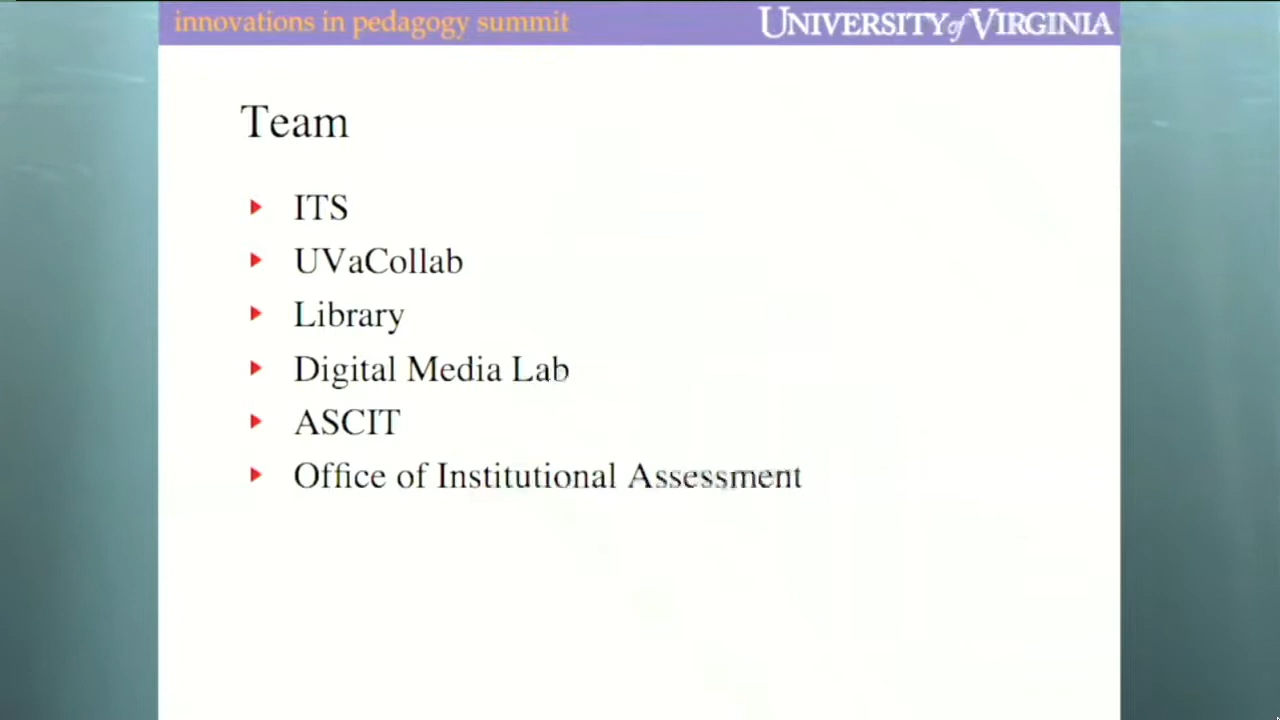 innovations in pedagogy summit
UNIVERSITY of VIRGINIA
Team
ITS
UVaCollab
Library
Digital Media Lab
ASCIT
Office of Institutional Assessment